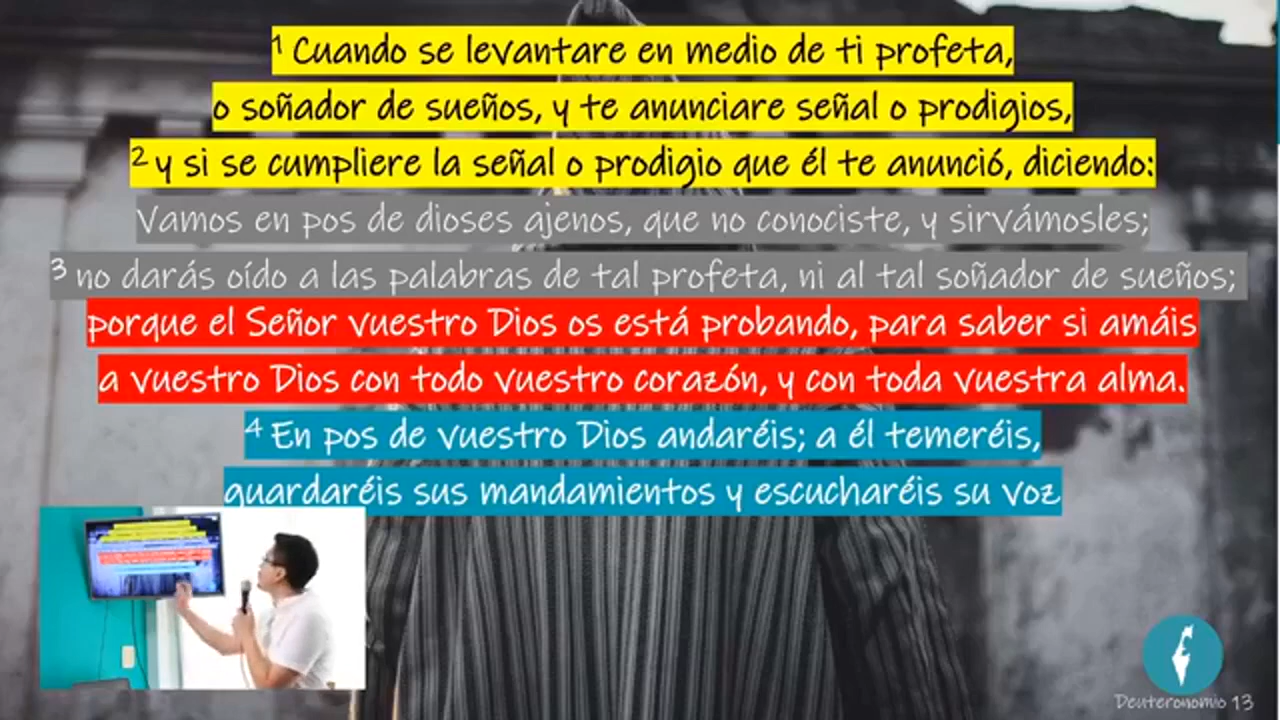 1 Cuando se levantare en medio de ti profeta,
o soñador de sueños, y te anunciare señal o prodigios,
2 y si se cumpliere la señal o prodigio que él te anunció, diciendo:
Vamos en pos de dioses ajenos, que no conociste, y sirvámosles;
3 no darás oído a las palabras de tal profeta, ni al tal soñador de sueños;
porque el Señor vuestro Dios os está probando, para saber si amáis
a vuestro Dios con todo vuestro corazón, y con toda vuestra alma.
4 En pos de vuestro Dios andaréis; a él temeréis,
guardaréis sus mandamientos y escucharéis su voz
Deuteronomio 13